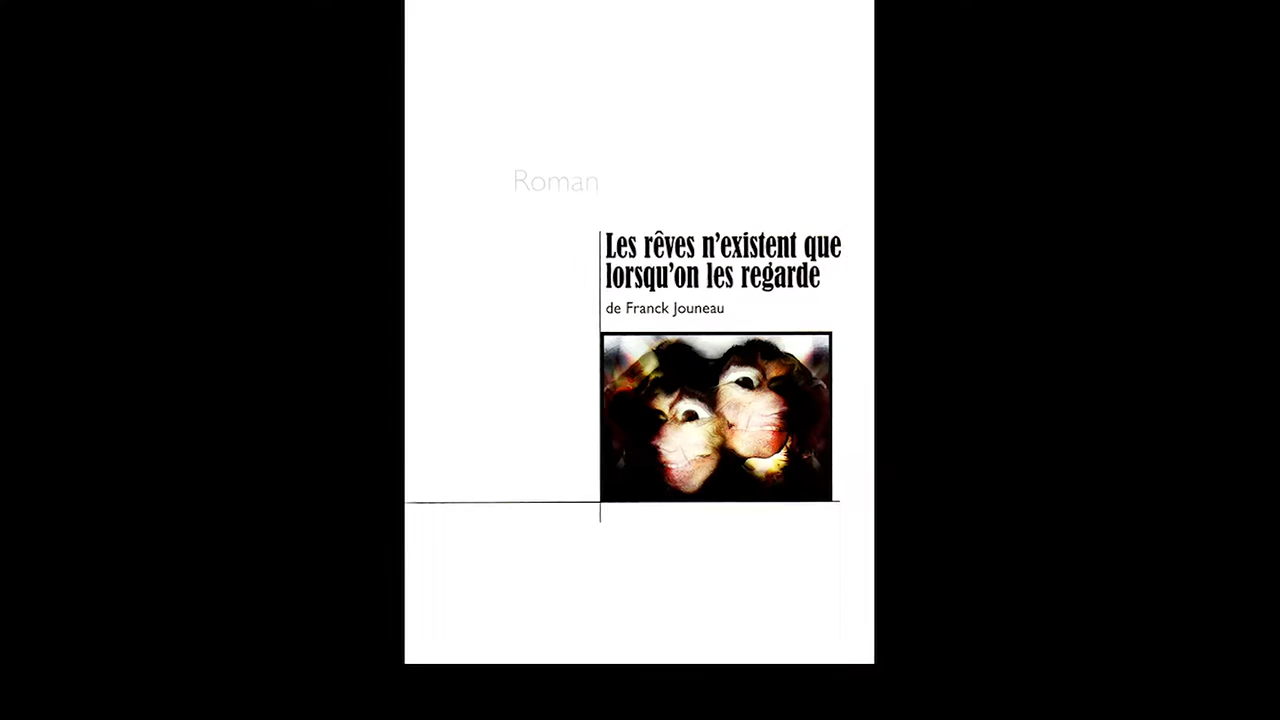 Roman
Les rêves n’existent que
lorsqu’on les regarde
de Franck Jouneau